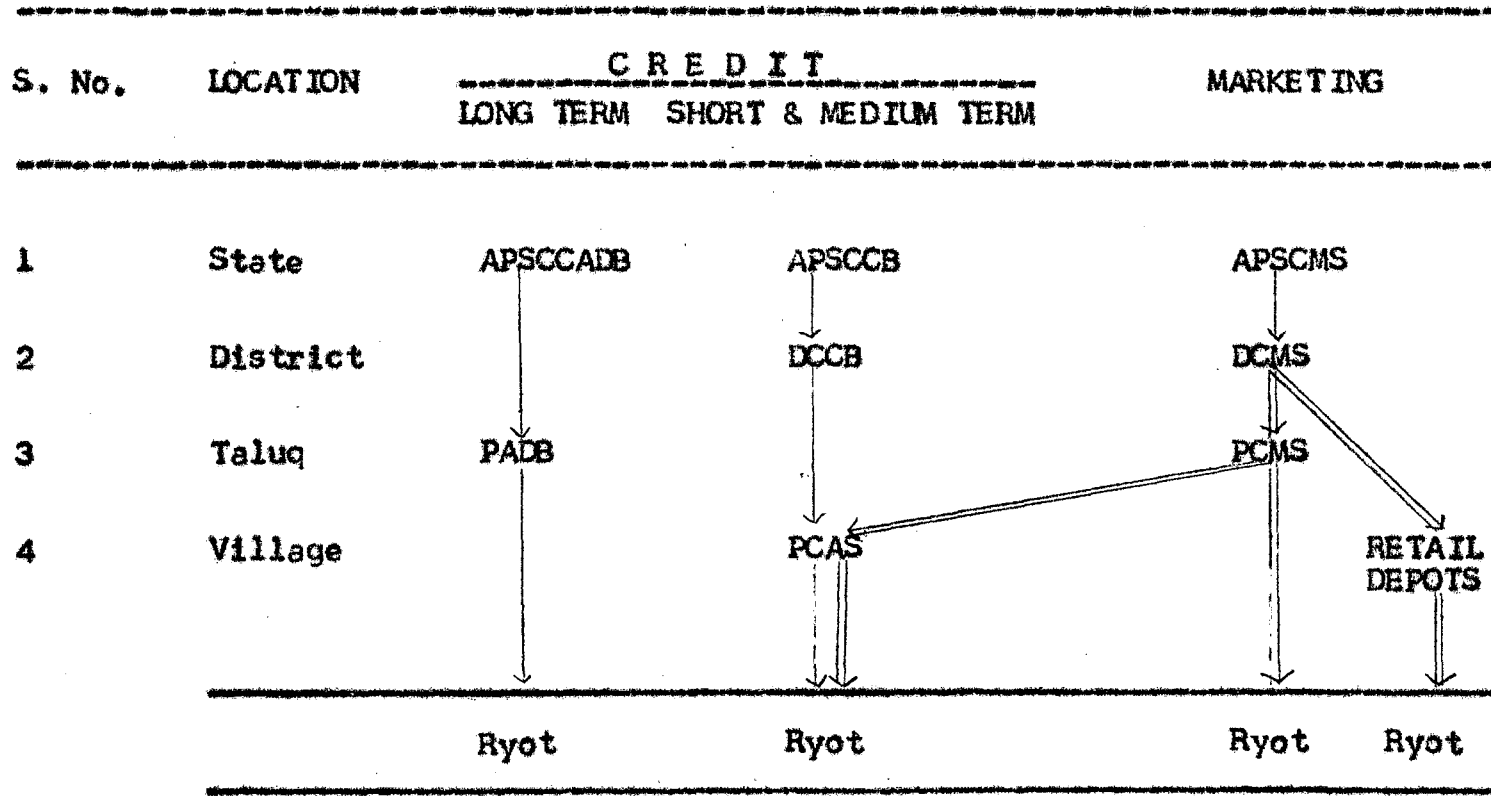 C R E D I T
S. No. LOCATION MARKETING
LONG TERM SHORT & MEDIUM TERM
1 State APSCCADB APSCCB APSCMS
2 District DCCB DCMS
3 Taluq PADB PCMS
4 Village PCAS RETAIL
DEPOTS
Ryot Ryot Ryot Ryot